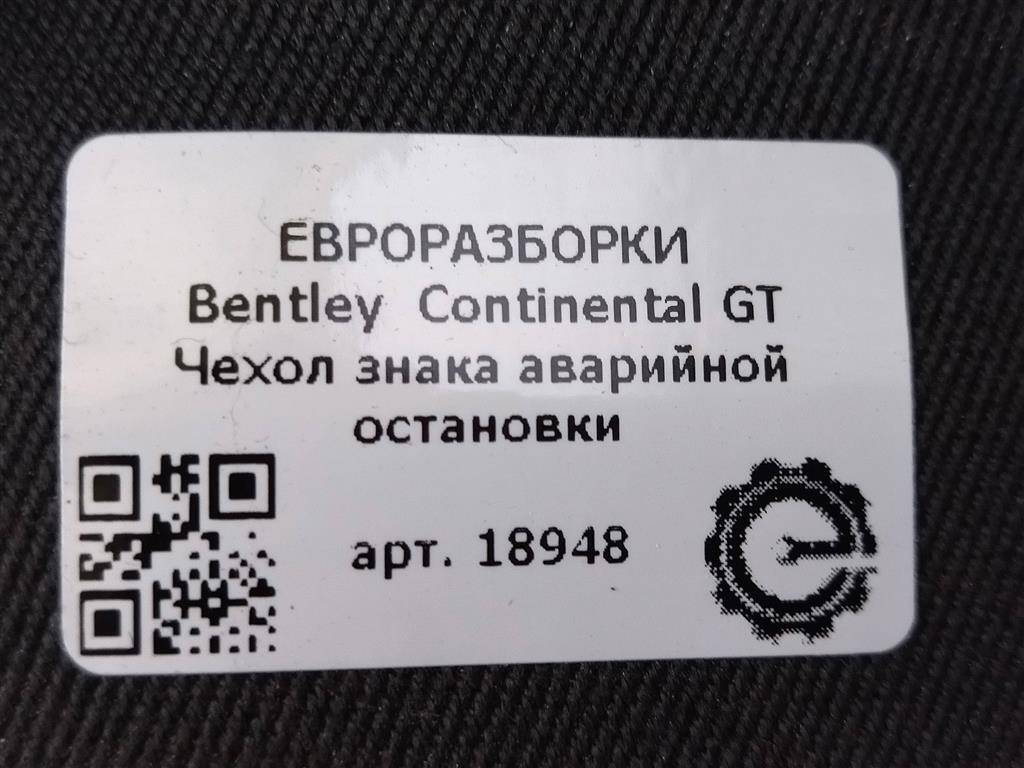 ЕВРОРАЗБОРКИ
Bentley Continental GT
Чехол знака аварийной
остановки
арт. 18948